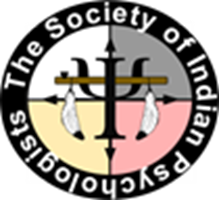 The Society of Indian Psychologists
Ψ